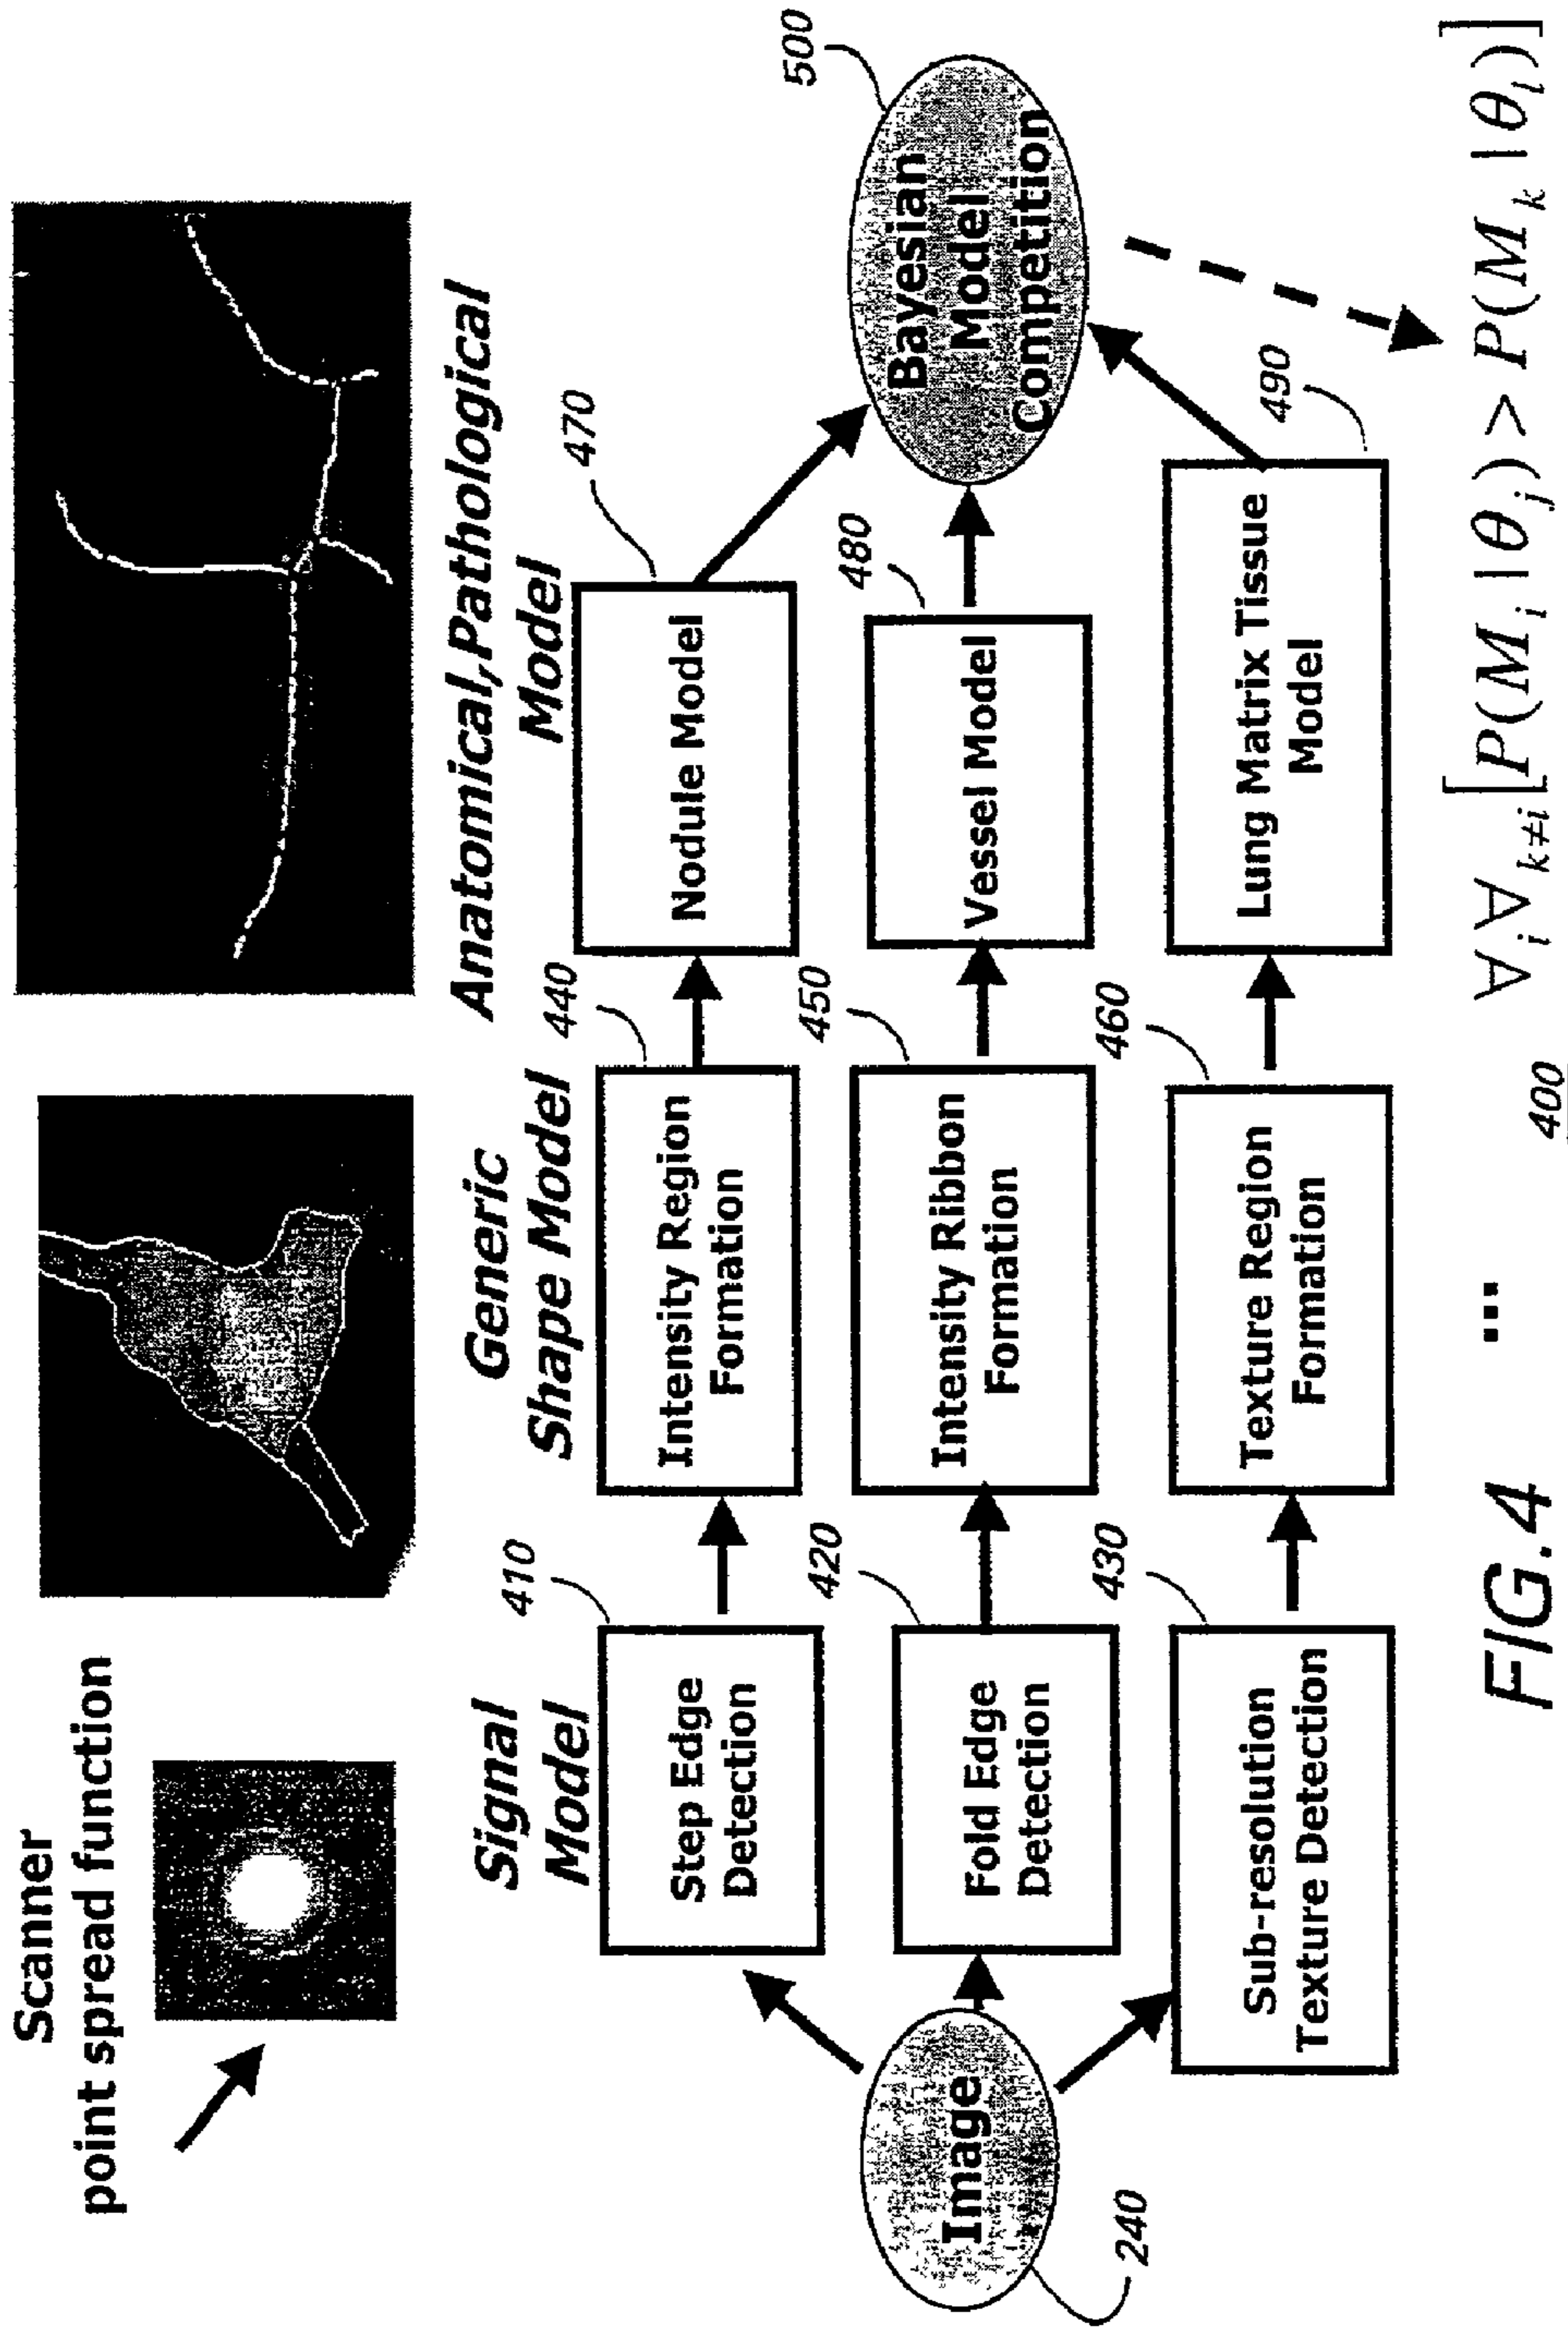 Scanner
point spread function
Signal
Model
Generic
Shape Model
Anatomical,Pathological
Model
410
440
470
Step Edge
Detection
Intensity Region
Formation
Nodule Model
500
Image
240
420
450
480
Fold Edge
Detection
Intensity Ribbon
Formation
Vessel Model
Bayesian
Model
Competition
430
460
490
Sub-resolution
Texture Detection
Texture Region
Formation
Lung Matrix Tissue
Model
...
∀ᵢ∀ₖ≠ᵢ[P(Mᵢ|θⱼ) > P(Mₖ|θₗ)]
FIG.4
400